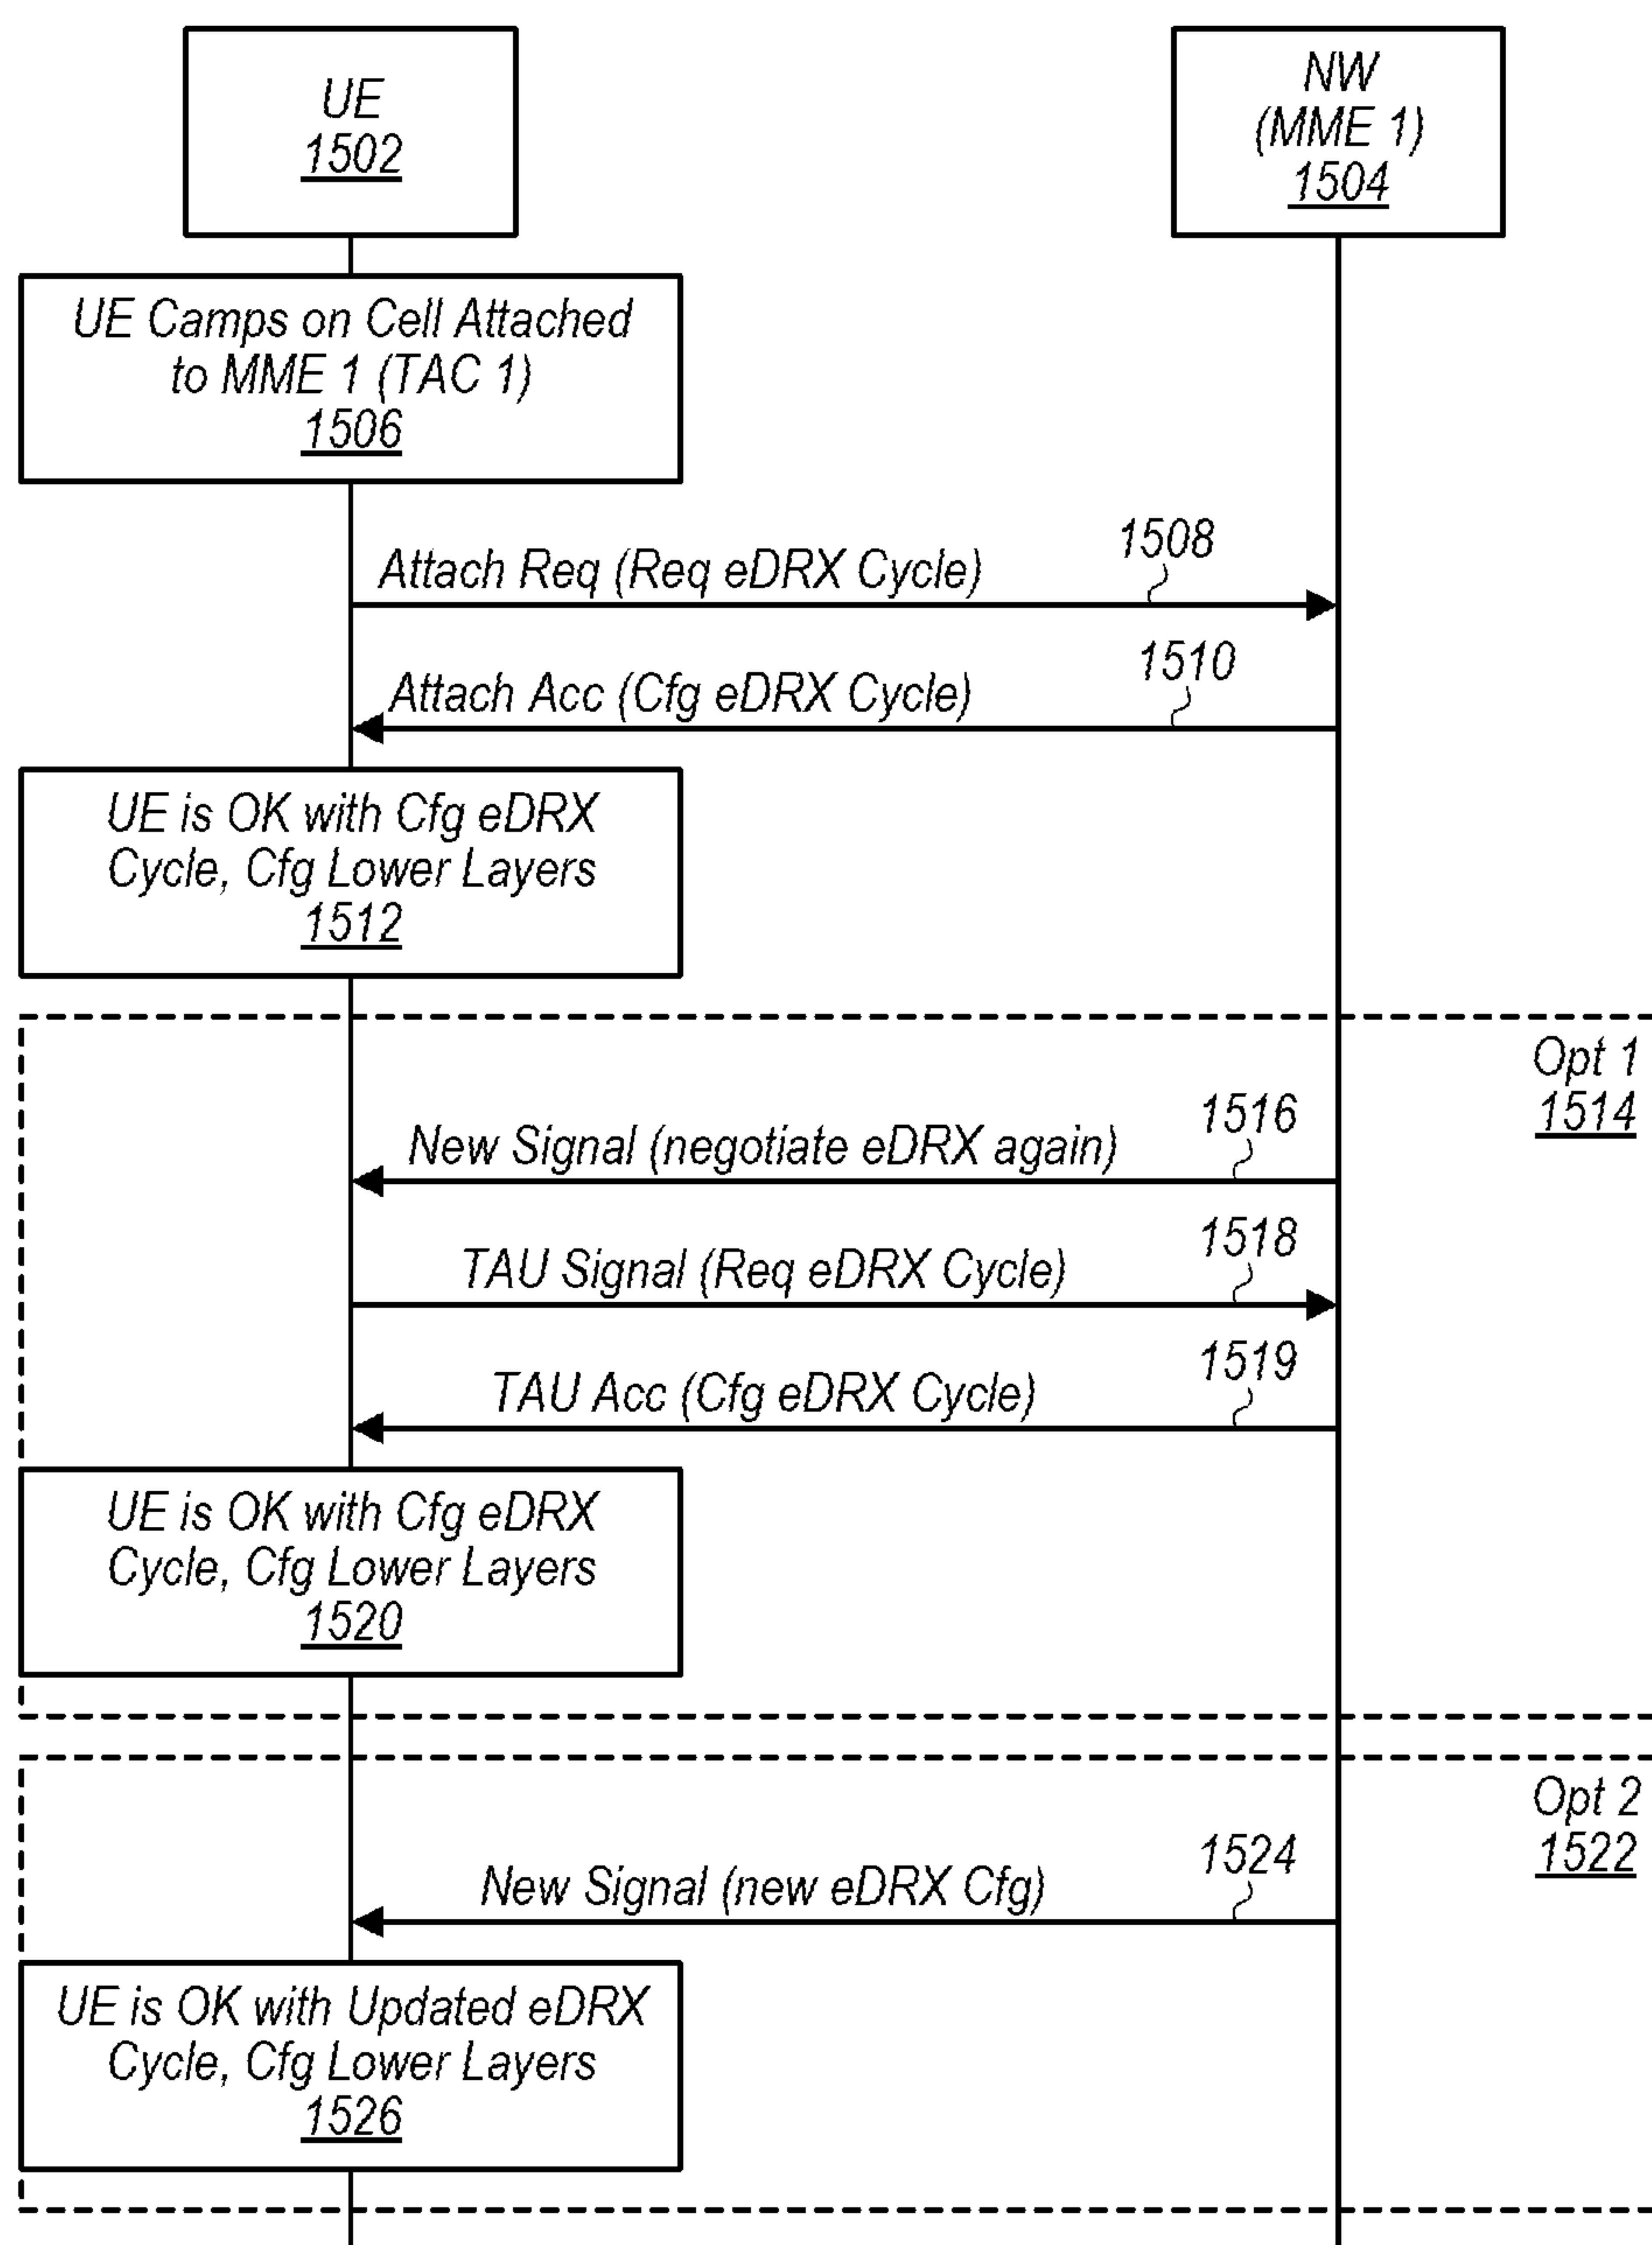 UE
1502
NW
(MME 1)
1504
UE Camps on Cell Attached
to MME 1 (TAC 1)
1506
1508
Attach Req (Req eDRX Cycle)
1510
Attach Acc (Cfg eDRX Cycle)
UE is OK with Cfg eDRX
Cycle, Cfg Lower Layers
1512
Opt 1
1514
1516
New Signal (negotiate eDRX again)
1518
TAU Signal (Req eDRX Cycle)
1519
TAU Acc (Cfg eDRX Cycle)
UE is OK with Cfg eDRX
Cycle, Cfg Lower Layers
1520
Opt 2
1522
1524
New Signal (new eDRX Cfg)
UE is OK with Updated eDRX
Cycle, Cfg Lower Layers
1526